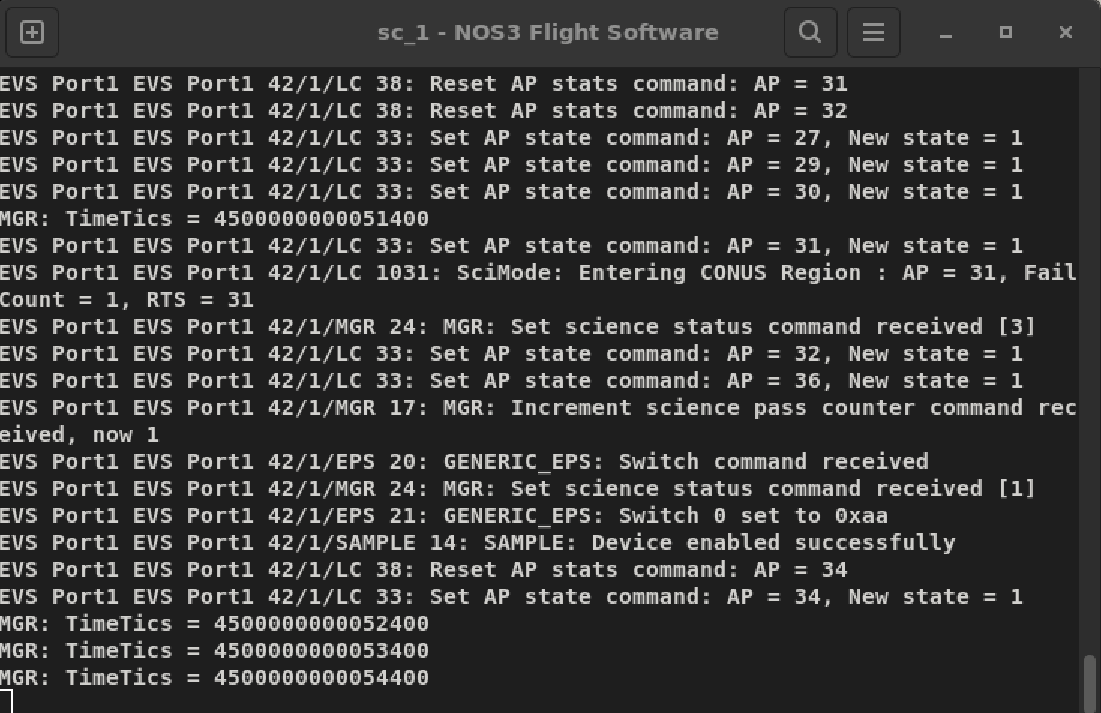 sc_1 - NOS3 Flight Software
EVS Port1 EVS Port1 42/1/LC 38: Reset AP stats command: AP = 31
EVS Port1 EVS Port1 42/1/LC 38: Reset AP stats command: AP = 32
EVS Port1 EVS Port1 42/1/LC 33: Set AP state command: AP = 27, New state = 1
EVS Port1 EVS Port1 42/1/LC 33: Set AP state command: AP = 29, New state = 1
EVS Port1 EVS Port1 42/1/LC 33: Set AP state command: AP = 30, New state = 1
MGR: TimeTics = 4500000000051400
EVS Port1 EVS Port1 42/1/LC 33: Set AP state command: AP = 31, New state = 1
EVS Port1 EVS Port1 42/1/LC 1031: SciMode: Entering CONUS Region : AP = 31, Fail
Count = 1, RTS = 31
EVS Port1 EVS Port1 42/1/MGR 24: MGR: Set science status command received [3]
EVS Port1 EVS Port1 42/1/LC 33: Set AP state command: AP = 32, New state = 1
EVS Port1 EVS Port1 42/1/LC 33: Set AP state command: AP = 36, New state = 1
EVS Port1 EVS Port1 42/1/MGR 17: MGR: Increment science pass counter command rec
eived, now 1
EVS Port1 EVS Port1 42/1/EPS 20: GENERIC_EPS: Switch command received
EVS Port1 EVS Port1 42/1/MGR 24: MGR: Set science status command received [1]
EVS Port1 EVS Port1 42/1/EPS 21: GENERIC_EPS: Switch 0 set to 0xaa
EVS Port1 EVS Port1 42/1/SAMPLE 14: SAMPLE: Device enabled successfully
EVS Port1 EVS Port1 42/1/LC 38: Reset AP stats command: AP = 34
EVS Port1 EVS Port1 42/1/LC 33: Set AP state command: AP = 34, New state = 1
MGR: TimeTics = 4500000000052400
MGR: TimeTics = 4500000000053400
MGR: TimeTics = 4500000000054400